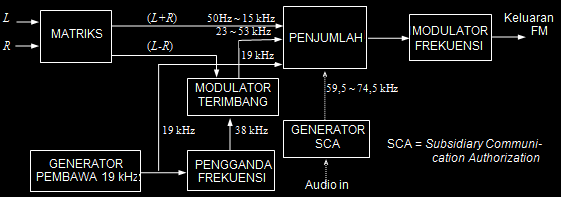 L
R
MATRIKS
(L+R)
(L-R)
50Hz~15 kHz
23~53 kHz
19 kHz
PENJUMLAH
MODULATOR
FREKUENSI
Keluaran
FM
MODULATOR
TERIMBANG
59,5 ~ 74,5 kHz
19 kHz
38 kHz
GENERATOR
SCA
SCA = Subsidiary Communi-
cation Authorization
GENERATOR
PEMBAWA 19 kHz
PENGGANDA
FREKUENSI
Audio in